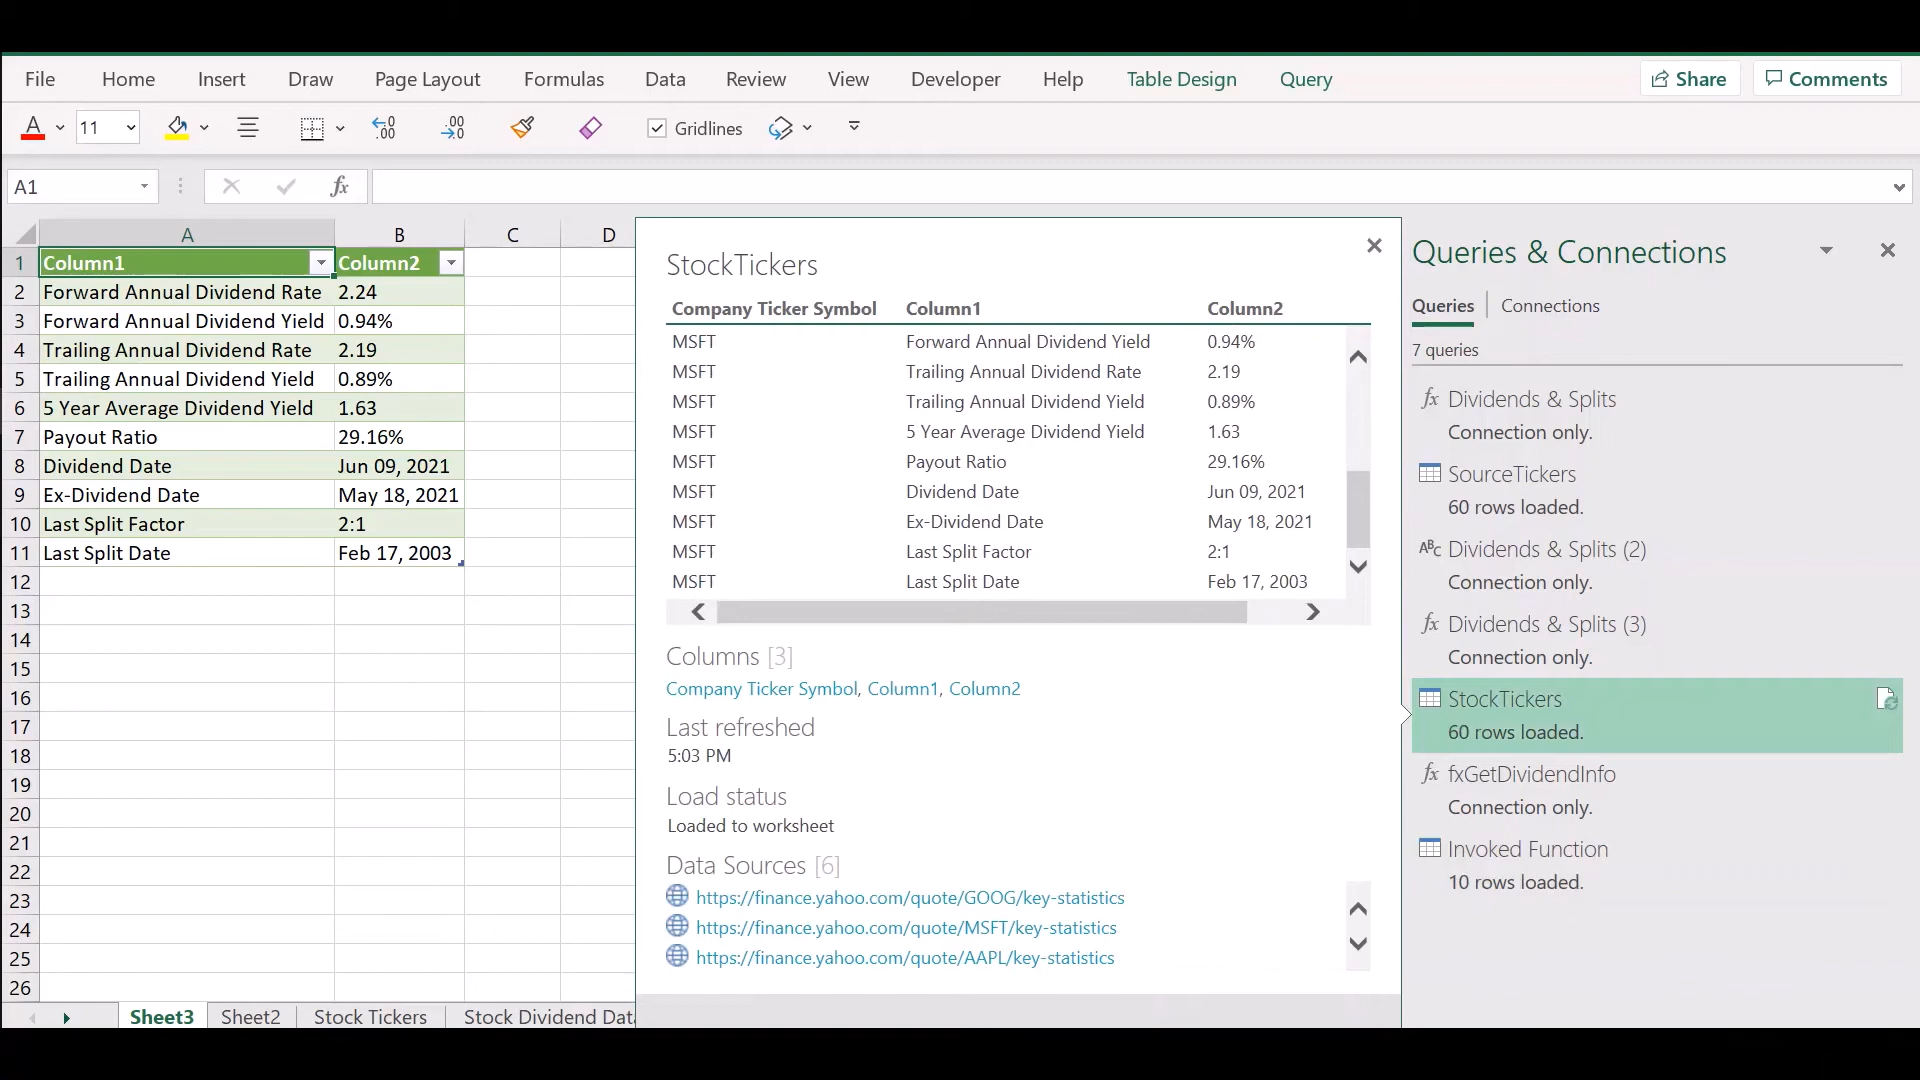 File Home Insert Draw Page Layout Formulas Data Review View Developer Help Table Design Query Share Comments
A 11 .00 .00 Gridlines
A1 fx
A B C D
1 Column1 Column2
2 Forward Annual Dividend Rate 2.24
3 Forward Annual Dividend Yield 0.94%
4 Trailing Annual Dividend Rate 2.19
5 Trailing Annual Dividend Yield 0.89%
6 5 Year Average Dividend Yield 1.63
7 Payout Ratio 29.16%
8 Dividend Date Jun 09, 2021
9 Ex-Dividend Date May 18, 2021
10 Last Split Factor 2:1
11 Last Split Date Feb 17, 2003
12
13
14
15
16
17
18
19
20
21
22
23
24
25
26
Sheet3 Sheet2 Stock Tickers Stock Dividend Dat
StockTickers
Company Ticker Symbol Column1 Column2
MSFT Forward Annual Dividend Yield 0.94%
MSFT Trailing Annual Dividend Rate 2.19
MSFT Trailing Annual Dividend Yield 0.89%
MSFT 5 Year Average Dividend Yield 1.63
MSFT Payout Ratio 29.16%
MSFT Dividend Date Jun 09, 2021
MSFT Ex-Dividend Date May 18, 2021
MSFT Last Split Factor 2:1
MSFT Last Split Date Feb 17, 2003
Columns [3]
Company Ticker Symbol, Column1, Column2
Last refreshed
5:03 PM
Load status
Loaded to worksheet
Data Sources [6]
https://finance.yahoo.com/quote/GOOG/key-statistics
https://finance.yahoo.com/quote/MSFT/key-statistics
https://finance.yahoo.com/quote/AAPL/key-statistics
Queries & Connections
Queries Connections
7 queries
fx Dividends & Splits
Connection only.
SourceTickers
60 rows loaded.
ABC Dividends & Splits (2)
Connection only.
fx Dividends & Splits (3)
Connection only.
StockTickers
60 rows loaded.
fx fxGetDividendInfo
Connection only.
Invoked Function
10 rows loaded.